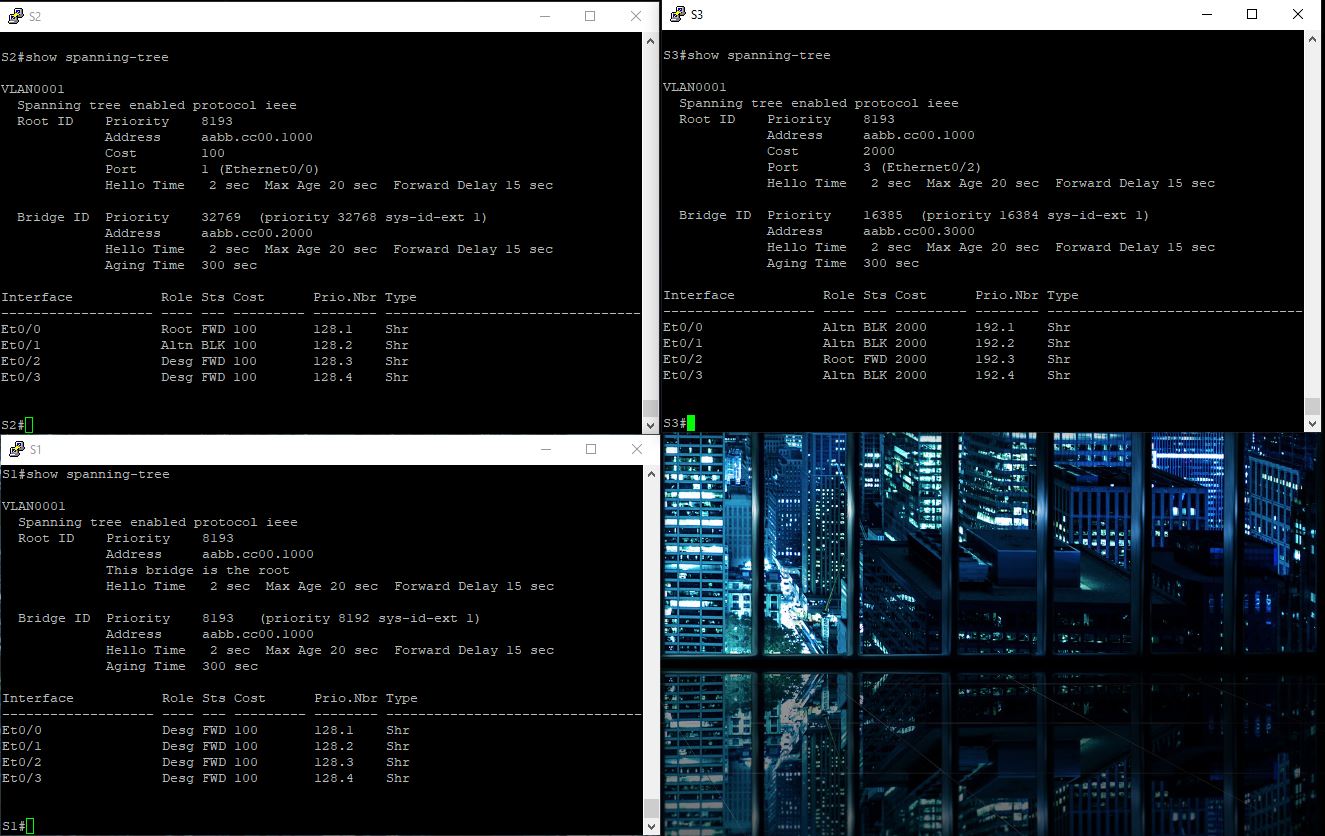 S2
S2#show spanning-tree
VLAN0001
Spanning tree enabled protocol ieee
Root ID    Priority    8193
Address     aabb.cc00.1000
Cost        100
Port        1 (Ethernet0/0)
Hello Time   2 sec  Max Age 20 sec  Forward Delay 15 sec
Bridge ID  Priority    32769  (priority 32768 sys-id-ext 1)
Address     aabb.cc00.2000
Hello Time   2 sec  Max Age 20 sec  Forward Delay 15 sec
Aging Time  300 sec
Interface           Role Sts Cost      Prio.Nbr Type
------------------- ---- --- --------- -------- --------------------------------
Et0/0               Root FWD 100       128.1    Shr
Et0/1               Altn BLK 100       128.2    Shr
Et0/2               Desg FWD 100       128.3    Shr
Et0/3               Desg FWD 100       128.4    Shr
S2#
S3
S3#show spanning-tree
VLAN0001
Spanning tree enabled protocol ieee
Root ID    Priority    8193
Address     aabb.cc00.1000
Cost        2000
Port        3 (Ethernet0/2)
Hello Time   2 sec  Max Age 20 sec  Forward Delay 15 sec
Bridge ID  Priority    16385  (priority 16384 sys-id-ext 1)
Address     aabb.cc00.3000
Hello Time   2 sec  Max Age 20 sec  Forward Delay 15 sec
Aging Time  300 sec
Interface           Role Sts Cost      Prio.Nbr Type
------------------- ---- --- --------- -------- --------------------------------
Et0/0               Altn BLK 2000      192.1    Shr
Et0/1               Altn BLK 2000      192.2    Shr
Et0/2               Root FWD 2000      192.3    Shr
Et0/3               Altn BLK 2000      192.4    Shr
S3#
S1
S1#show spanning-tree
VLAN0001
Spanning tree enabled protocol ieee
Root ID    Priority    8193
Address     aabb.cc00.1000
This bridge is the root
Hello Time   2 sec  Max Age 20 sec  Forward Delay 15 sec
Bridge ID  Priority    8193   (priority 8192 sys-id-ext 1)
Address     aabb.cc00.1000
Hello Time   2 sec  Max Age 20 sec  Forward Delay 15 sec
Aging Time  300 sec
Interface           Role Sts Cost      Prio.Nbr Type
------------------- ---- --- --------- -------- --------------------------------
Et0/0               Desg FWD 100       128.1    Shr
Et0/1               Desg FWD 100       128.2    Shr
Et0/2               Desg FWD 100       128.3    Shr
Et0/3               Desg FWD 100       128.4    Shr
S1#